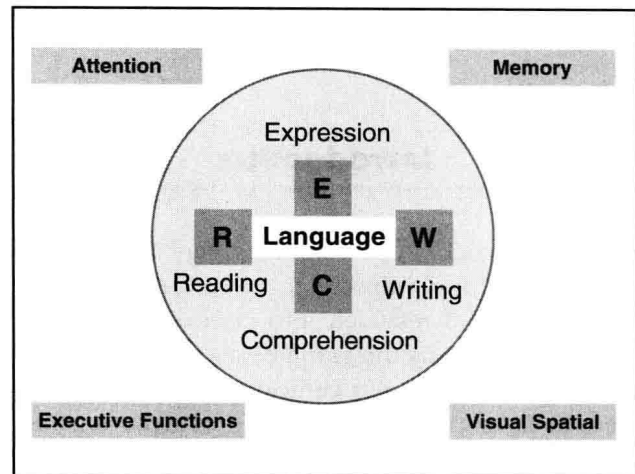 Attention
Memory
Expression
E
R
Language
W
Reading
C
Writing
Comprehension
Executive Functions
Visual Spatial